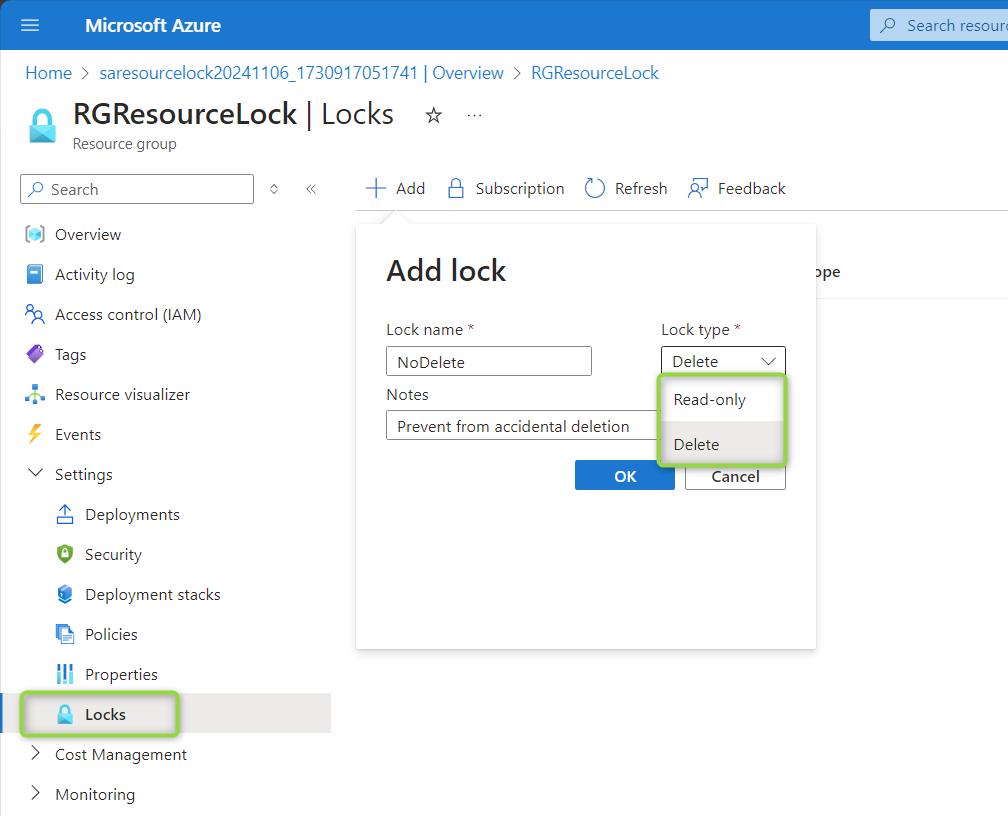 Microsoft Azure
Search resour
Home > saresourcelock20241106_1730917051741 | Overview > RGResourceLock
RGResourceLock | Locks
Resource group
Search
Add Subscription Refresh Feedback
Overview
Activity log
Access control (IAM)
Tags
Resource visualizer
Events
Settings
Deployments
Security
Deployment stacks
Policies
Properties
Locks
Cost Management
Monitoring
Add lock
Lock name * Lock type *
NoDelete Delete
Notes
Read-only
Prevent from accidental deletion
Delete
OK Cancel
ope